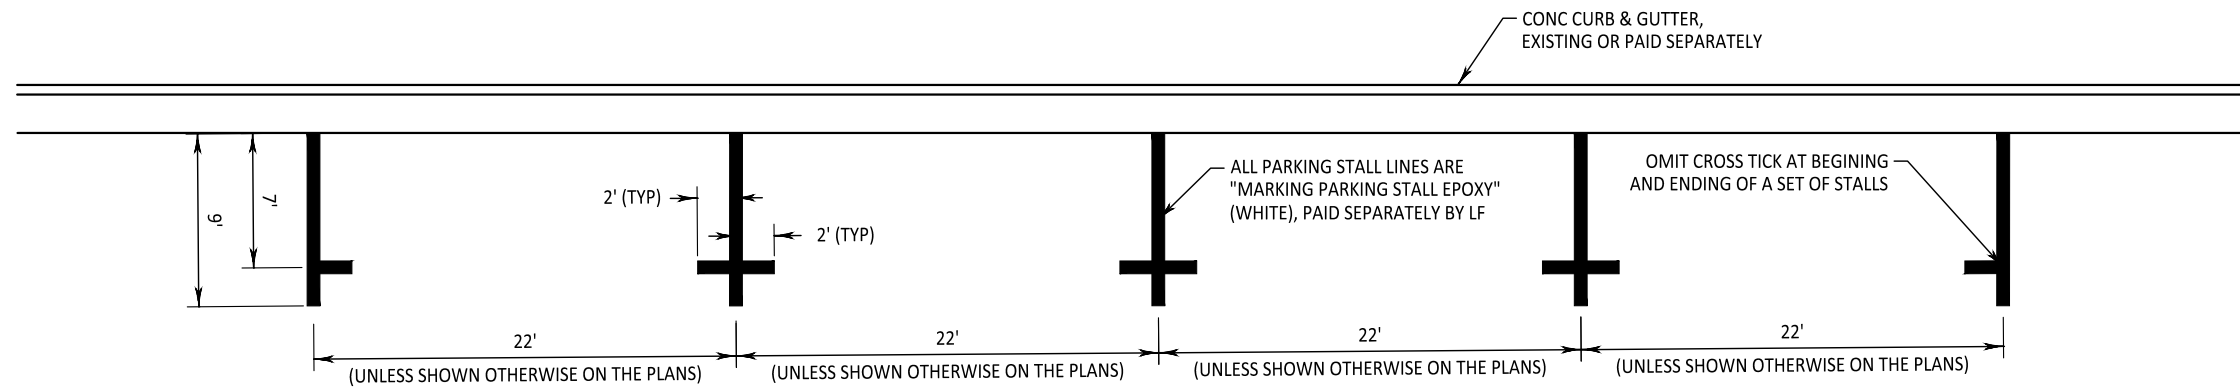 CONC CURB & GUTTER,
EXISTING OR PAID SEPARATELY
ALL PARKING STALL LINES ARE
"MARKING PARKING STALL EPOXY"
(WHITE), PAID SEPARATELY BY LF
OMIT CROSS TICK AT BEGINING
AND ENDING OF A SET OF STALLS
2' (TYP)
2' (TYP)
9'
7'
22'
(UNLESS SHOWN OTHERWISE ON THE PLANS)
22'
(UNLESS SHOWN OTHERWISE ON THE PLANS)
22'
(UNLESS SHOWN OTHERWISE ON THE PLANS)
22'
(UNLESS SHOWN OTHERWISE ON THE PLANS)